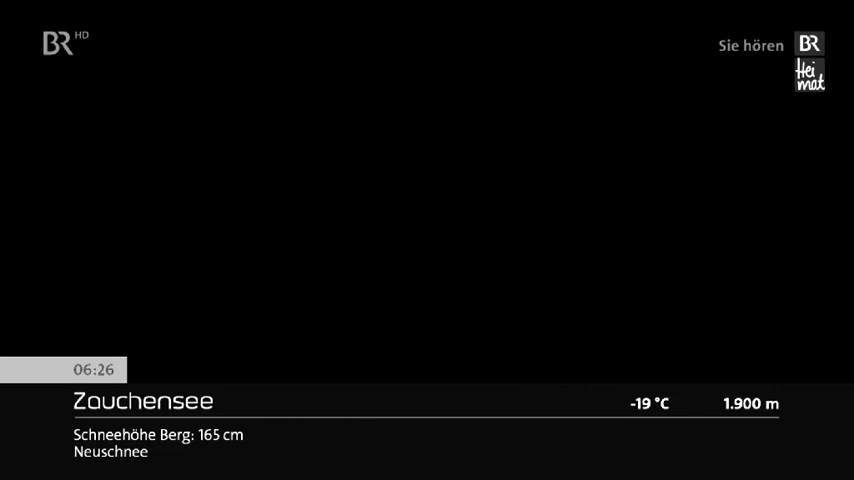 BR HD
Sie hören BR
Hei
mat
06:26
Zauchensee -19 °C 1.900 m
Schneehöhe Berg: 165 cm
Neuschnee